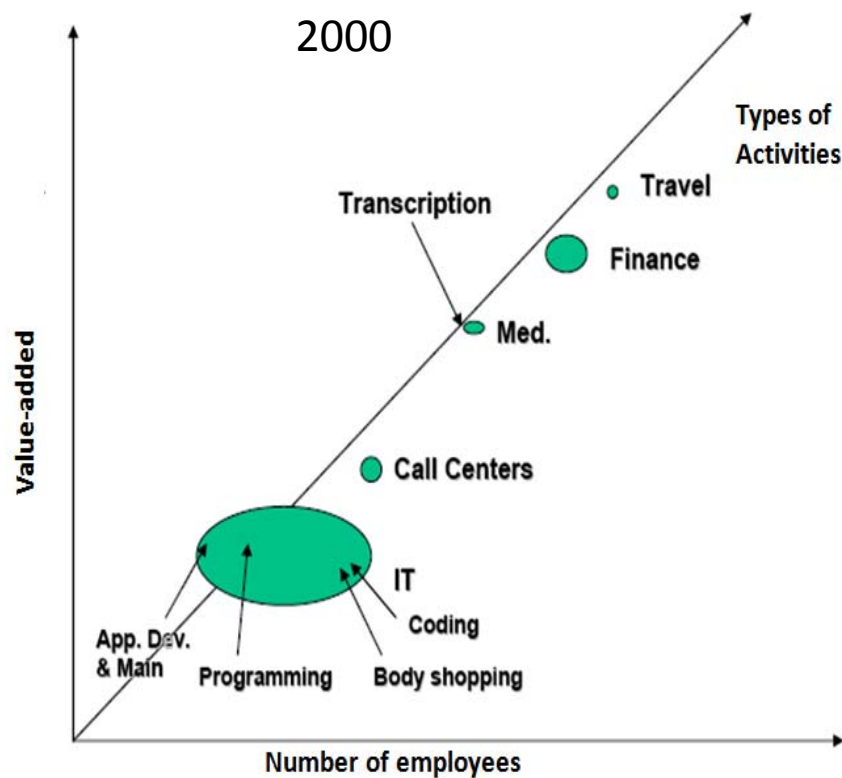 2000
Types of
Activities
Travel
Transcription
Finance
Med.
Value-added
Call Centers
IT
Coding
App. Dev.
& Main
Programming
Body shopping
Number of employees